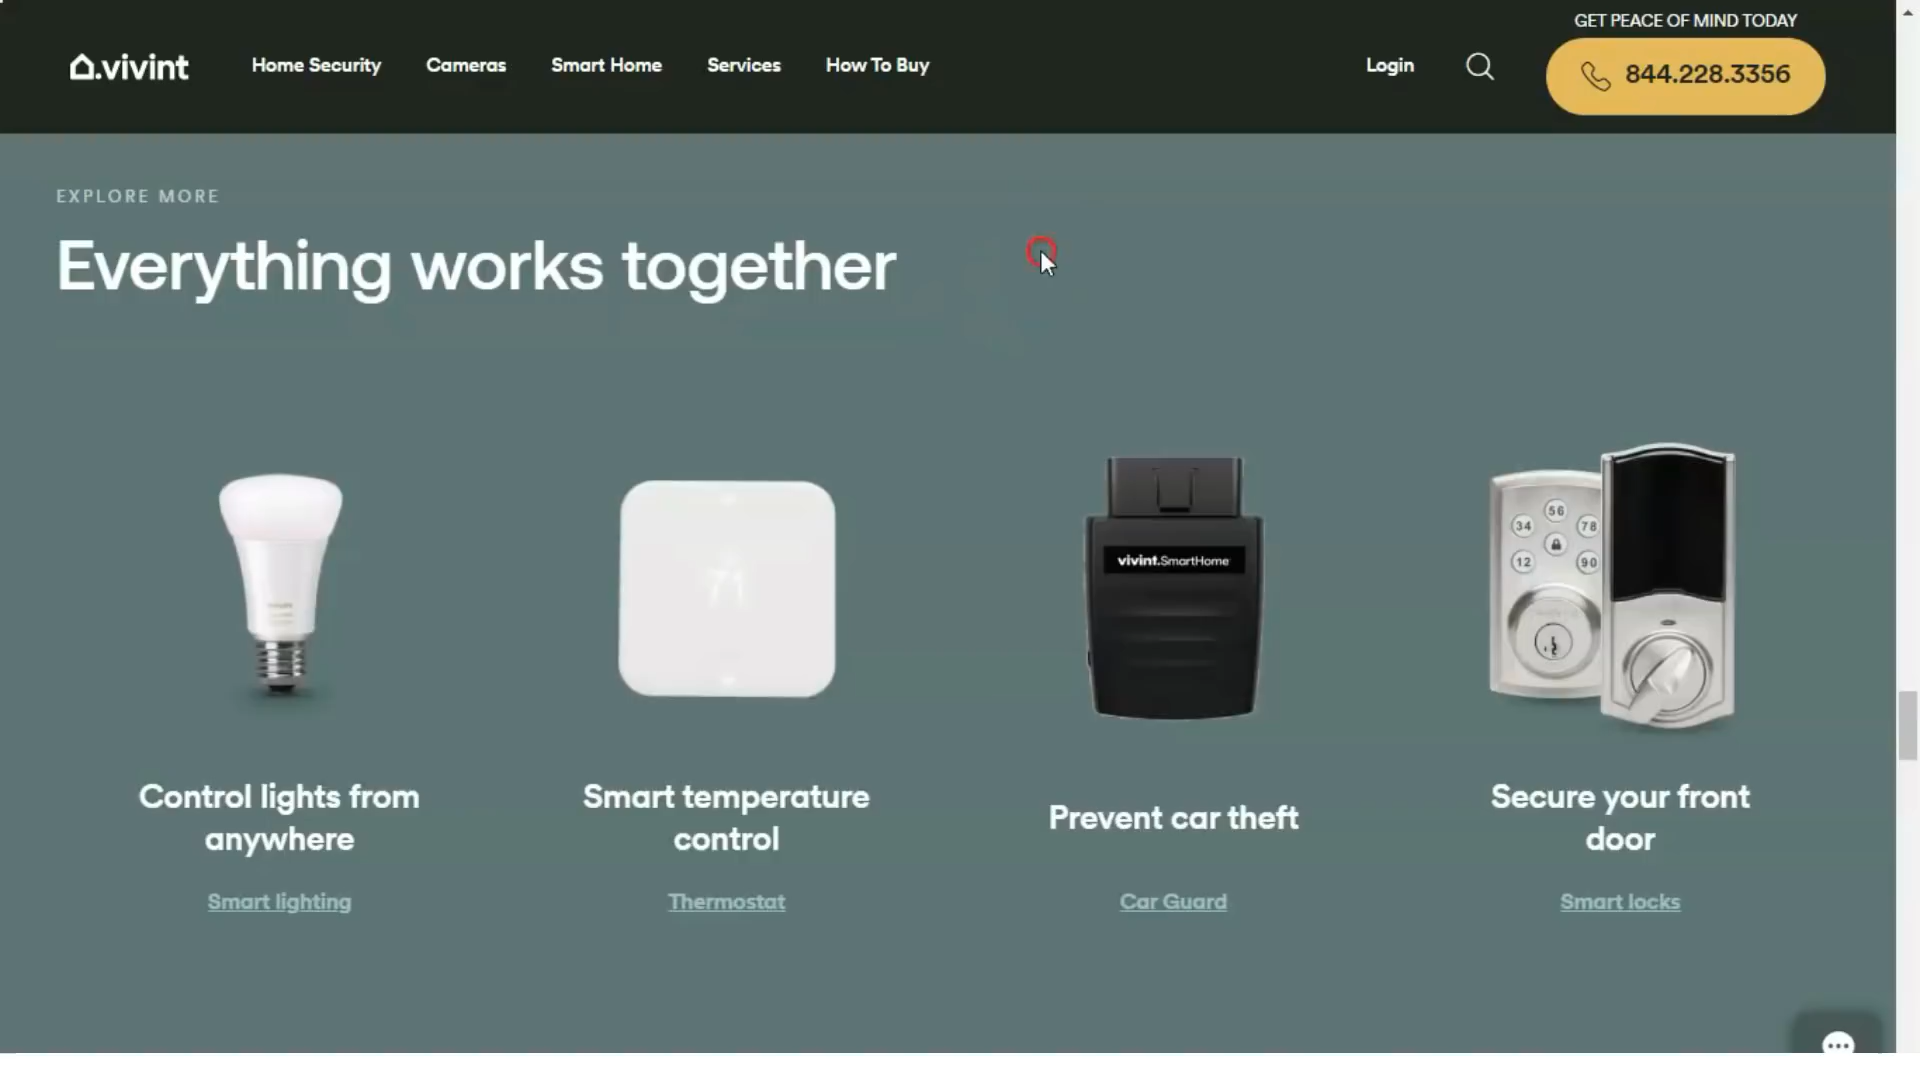 GET PEACE OF MIND TODAY
vivint
Home Security
Cameras
Smart Home
Services
How To Buy
Login
844.228.3356
EXPLORE MORE
Everything works together
71
vivint.SmartHome
56
34
78
12
90
Control lights from
anywhere
Smart temperature
control
Prevent car theft
Secure your front
door
Smart lighting
Thermostat
Car Guard
Smart locks